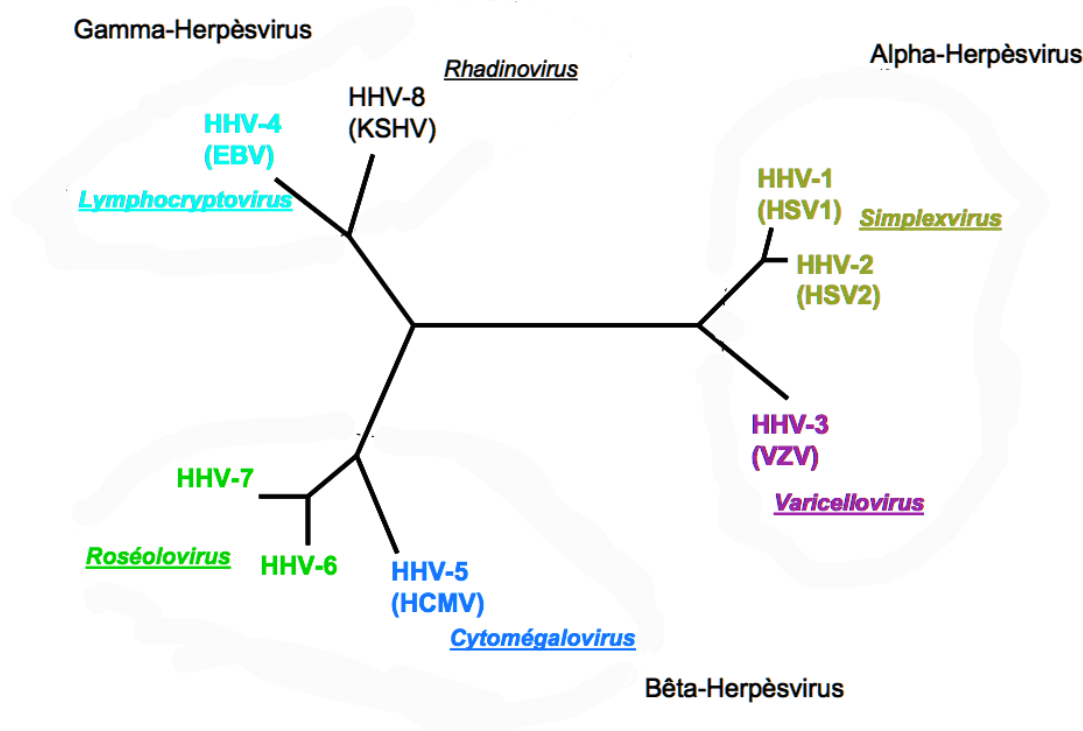 Gamma-Herpèsvirus
Alpha-Herpèsvirus
Rhadinovirus
HHV-8
(KSHV)
HHV-4
(EBV)
Lymphocryptovirus
HHV-1
(HSV1)
Simplexvirus
HHV-2
(HSV2)
HHV-3
(VZV)
Varicellovirus
HHV-7
Roséolovirus
HHV-6
HHV-5
(HCMV)
Cytomégalovirus
Bêta-Herpèsvirus